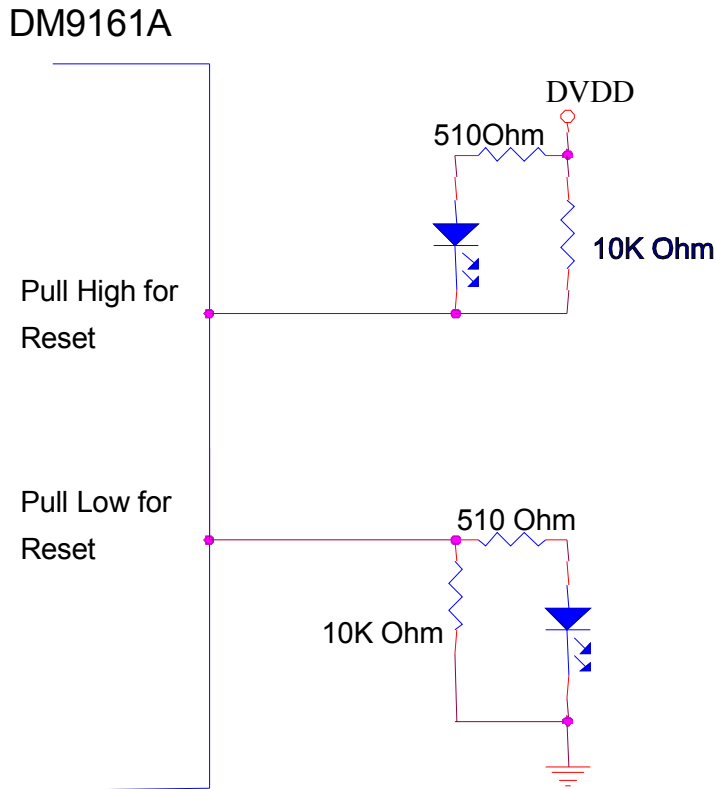 DM9161A
DVDD
510Ohm
10K Ohm
Pull High for
Reset
Pull Low for
Reset
510 Ohm
10K Ohm